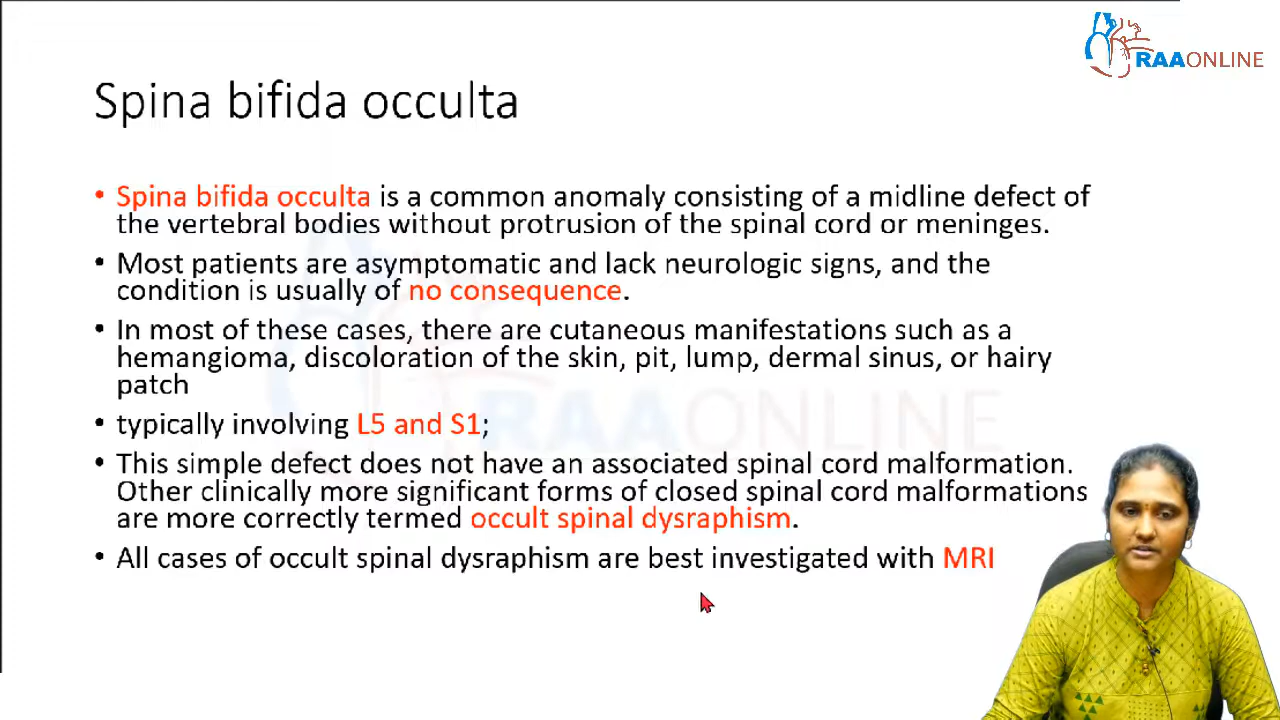 RAAONLINE
Spina bifida occulta
• Spina bifida occulta is a common anomaly consisting of a midline defect of
the vertebral bodies without protrusion of the spinal cord or meninges.
• Most patients are asymptomatic and lack neurologic signs, and the
condition is usually of no consequence.
• In most of these cases, there are cutaneous manifestations such as a
hemangioma, discoloration of the skin, pit, lump, dermal sinus, or hairy
patch
• typically involving L5 and S1;
• This simple defect does not have an associated spinal cord malformation.
Other clinically more significant forms of closed spinal cord malformations
are more correctly termed occult spinal dysraphism.
• All cases of occult spinal dysraphism are best investigated with MRI
RAAONLINE